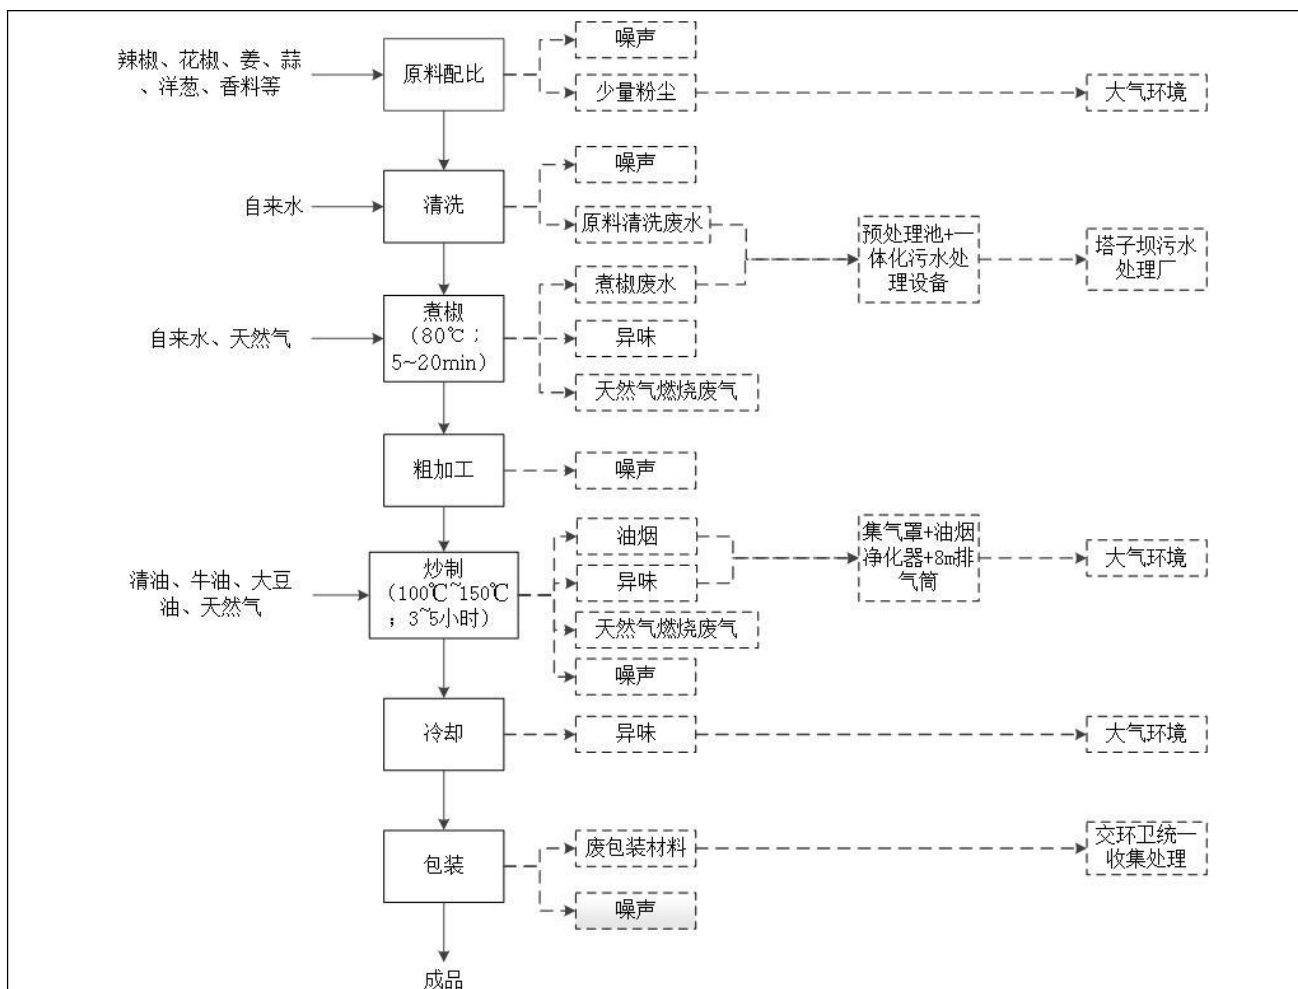 噪声
辣椒、花椒、姜、蒜
、洋葱、香料等
原料配比
少量粉尘
大气环境
噪声
自来水
清洗
原料清洗废水
预处理池+一
体化污水处
理设备
塔子坝污水
处理厂
煮椒废水
自来水、天然气
煮椒
（80℃；
5~20min）
异味
天然气燃烧废气
粗加工
噪声
油烟
集气罩+油烟
净化器+8m排
气筒
大气环境
清油、牛油、大豆
油、天然气
炒制
（100℃~150℃
；3~5小时）
异味
天然气燃烧废气
噪声
冷却
异味
大气环境
包装
废包装材料
交环卫统一
收集处理
噪声
成品